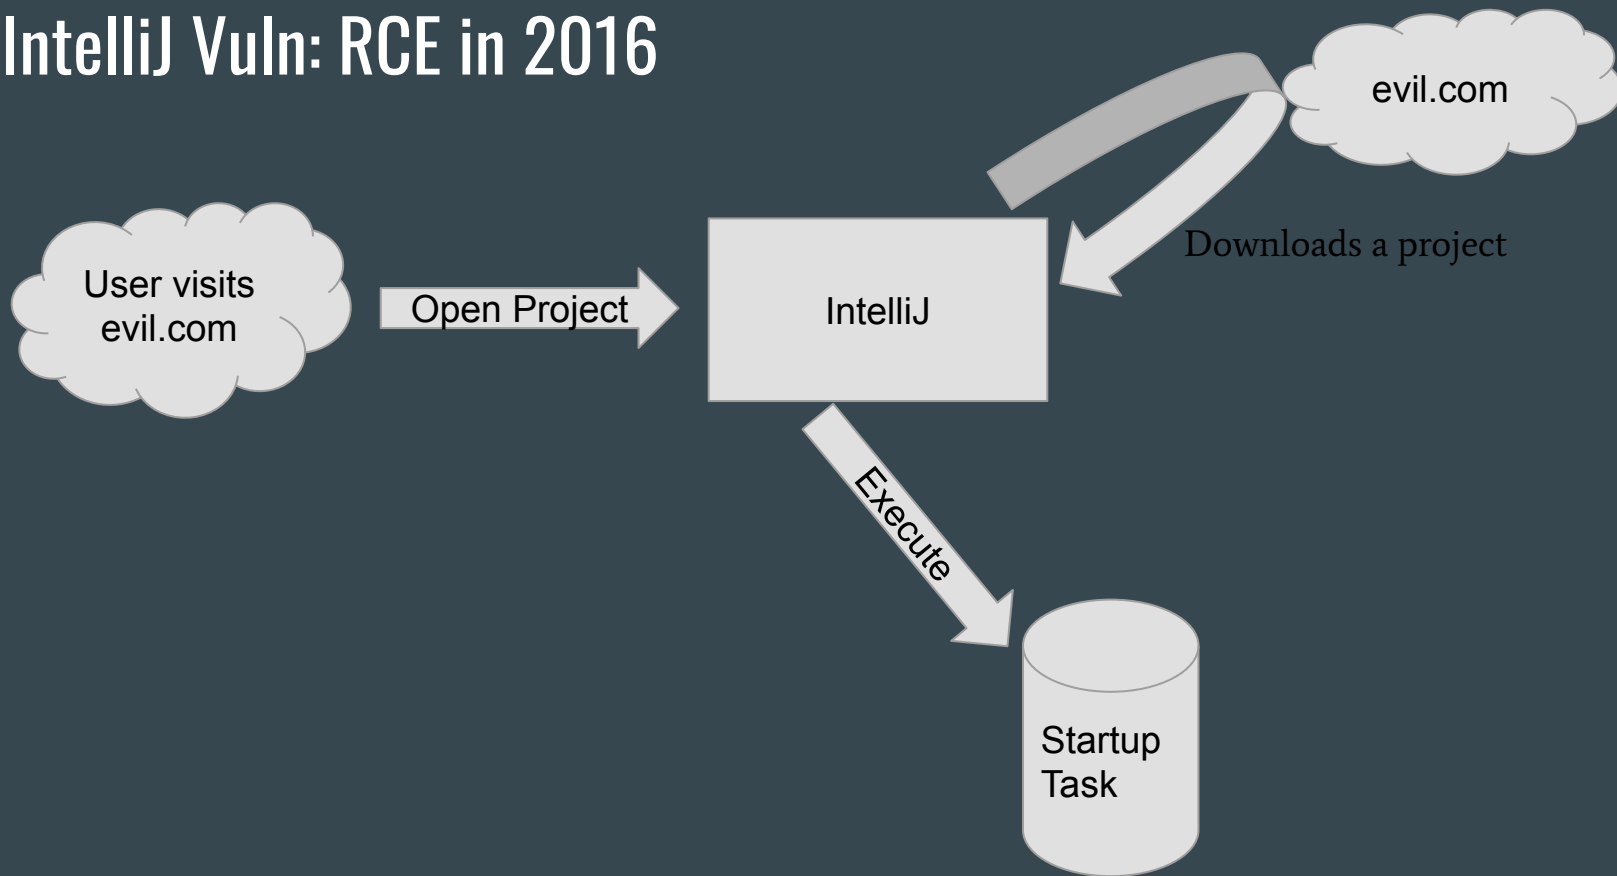 IntelliJ Vuln: RCE in 2016
evil.com
Downloads a project
User visits
evil.com
Open Project
IntelliJ
Execute
Startup
Task